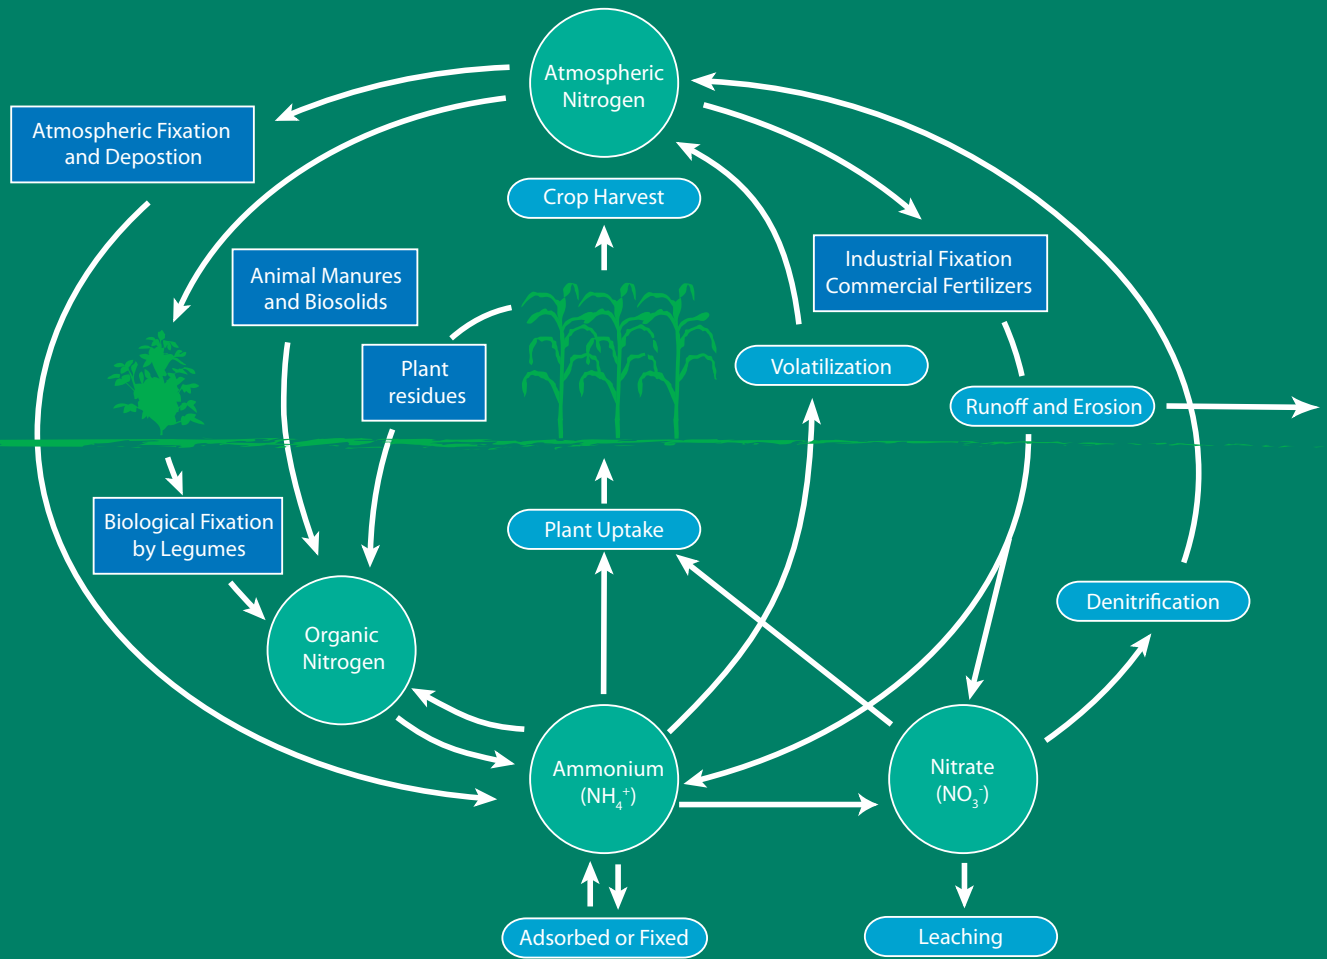 Atmospheric
Nitrogen
Atmospheric Fixation
and Depostion
Crop Harvest
Animal Manures
and Biosolids
Industrial Fixation
Commercial Fertilizers
Plant
residues
Volatilization
Runoff and Erosion
Biological Fixation
by Legumes
Plant Uptake
Denitrification
Organic
Nitrogen
Ammonium
(NH₄⁺)
Nitrate
(NO₃⁻)
Adsorbed or Fixed
Leaching